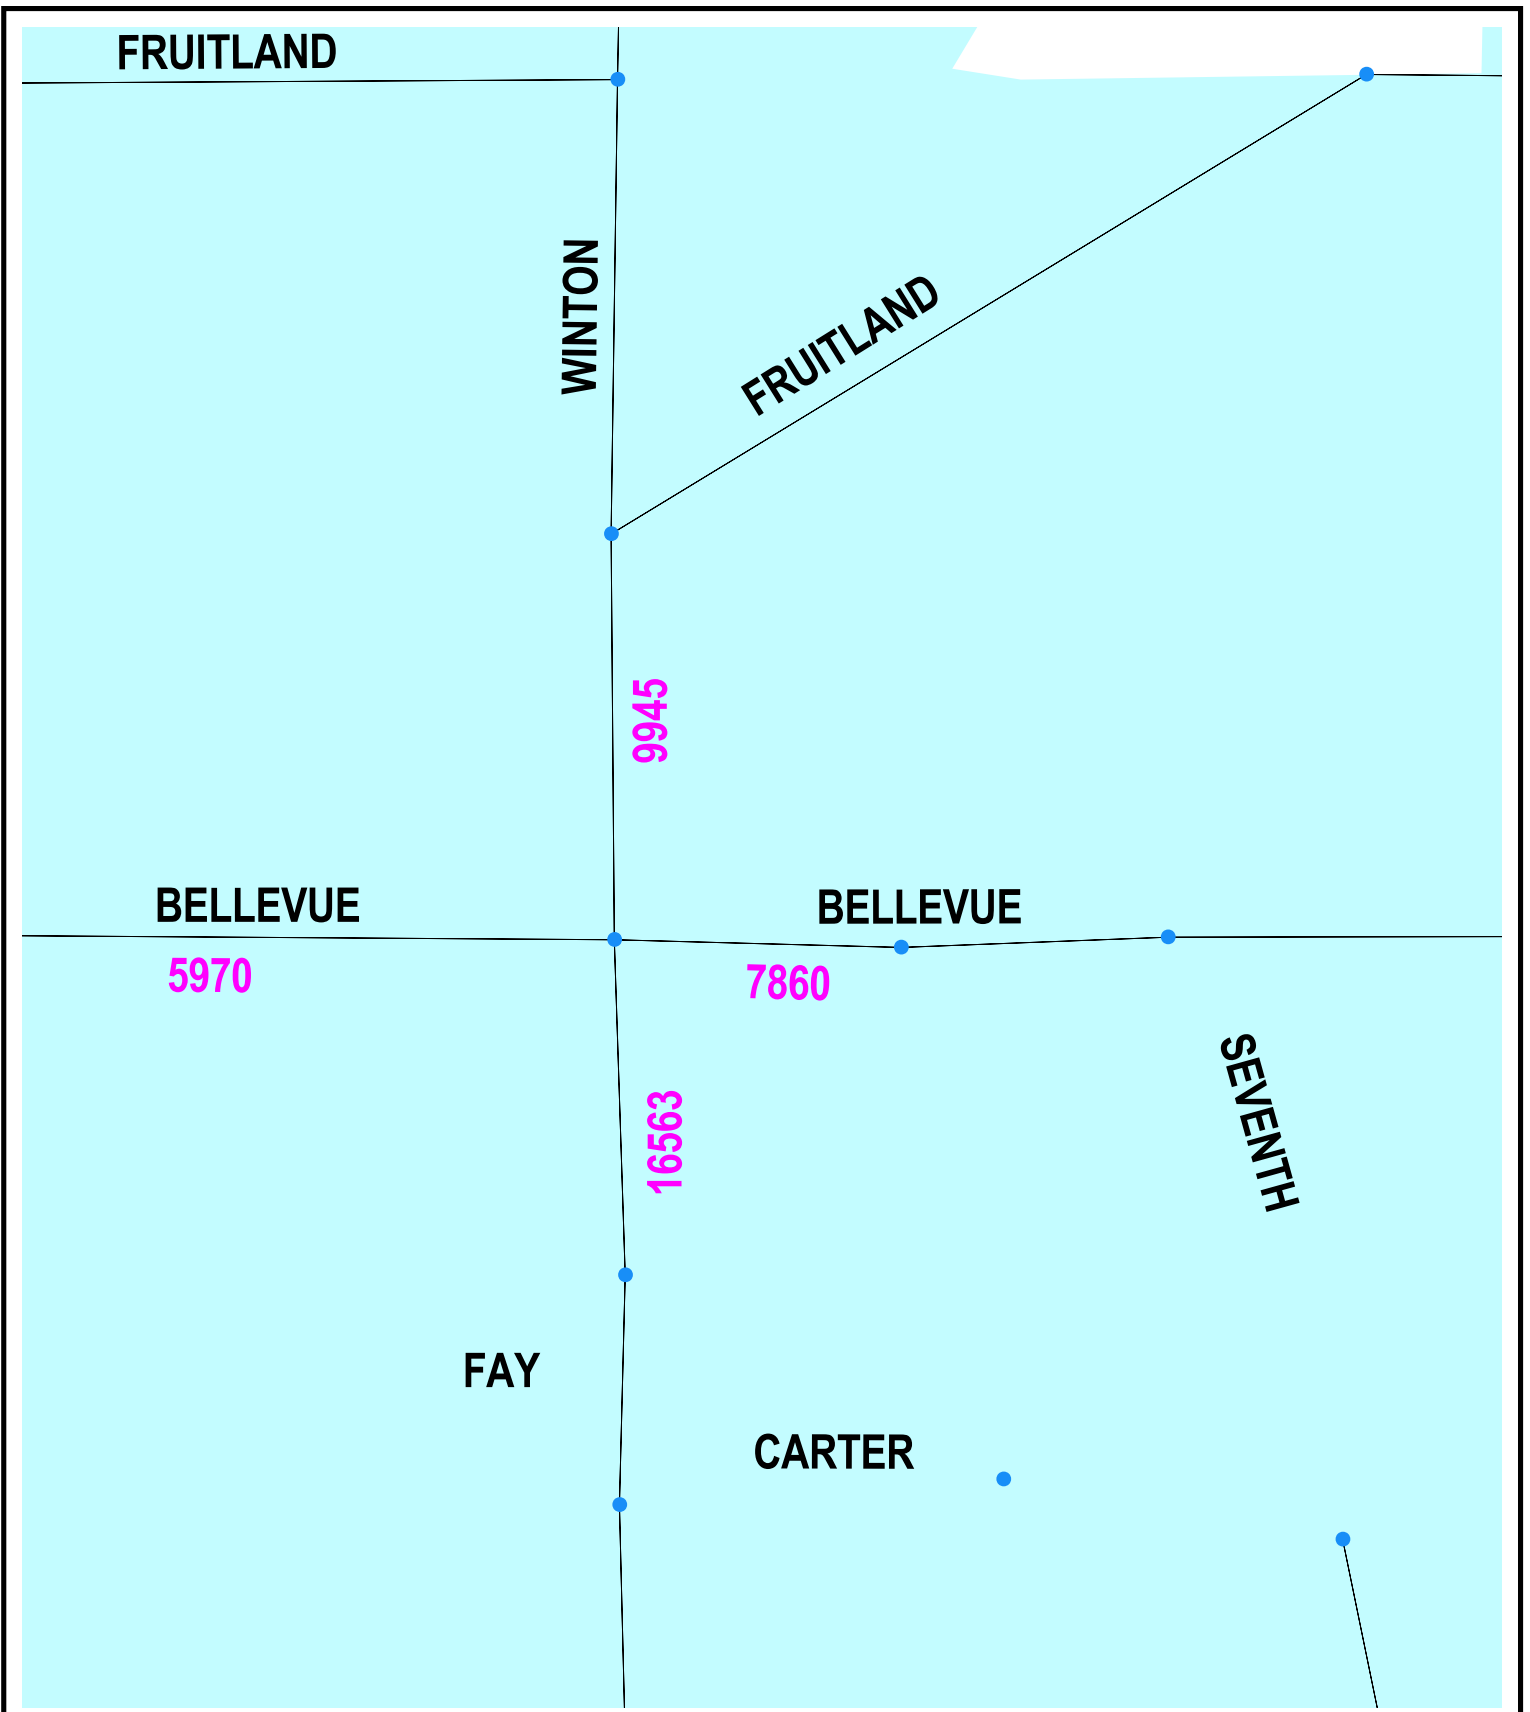 FRUITLAND
WINTON
FRUITLAND
9945
BELLEVUE
BELLEVUE
5970
7860
SEVENTH
16563
FAY
CARTER